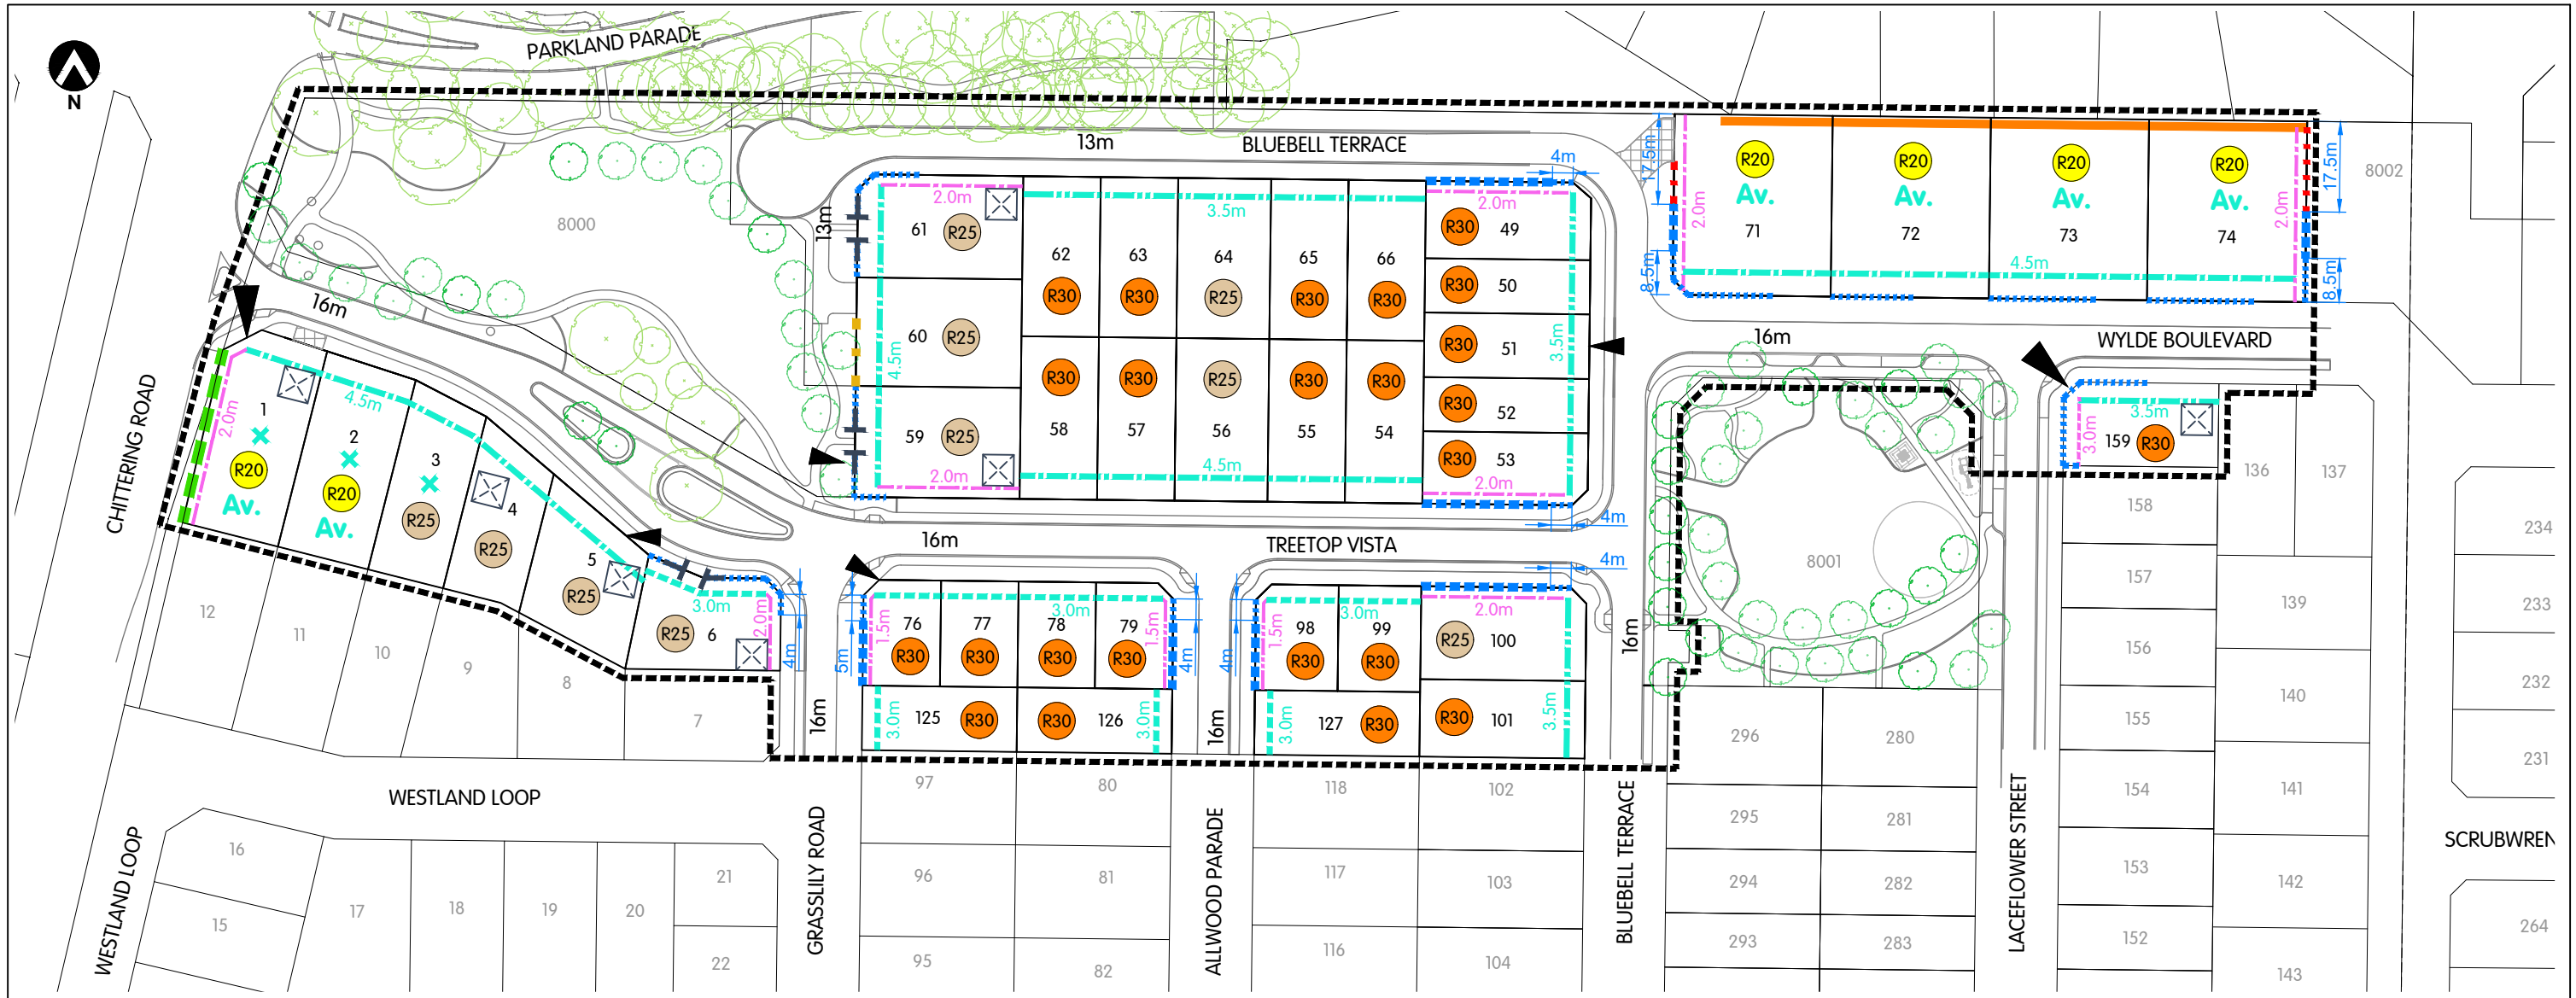 PARKLAND PARADE
N
13m
BLUEBELL TERRACE
4m
17.5m
R20
R20
R20
R20
Av.
Av.
Av.
Av.
71
72
73
74
2.0m
2.0m
17.5m
8002
8.5m
4.5m
8.5m
8000
13m
61
R25
2.0m
62
63
64
65
66
3.5m
R30
R30
R25
R30
R30
2.0m
R30
49
R30
50
R30
51
3.5m
R30
52
R30
53
2.0m
60
R25
4.5m
59
R25
2.0m
R30
R30
R25
R30
R30
58
57
56
55
54
4.5m
16m
16m
WYLDE BOULEVARD
3.5m
3.0m
159
R30
CHITTERING ROAD
2.0m
1
R20
Av.
4.5m
2
R20
Av.
3
R25
4
R25
5
R25
3.0m
R25
6
2.0m
4m
16m
TREETOP VISTA
4m
4m
5m
1.5m
76
77
78
79
3.0m
1.5m
R30
R30
R30
R30
4m
4m
1.5m
98
99
3.0m
R30
R30
2.0m
R25
100
16m
8001
16m
3.0m
125
R30
R30
126
3.0m
16m
3.0m
127
R30
R30
101
3.5m
136
137
158
157
156
155
154
153
152
139
140
141
142
143
234
233
232
231
264
12
11
10
9
8
7
WESTLAND LOOP
WESTLAND LOOP
16
15
17
18
19
20
21
22
GRASSLILY ROAD
97
80
96
81
95
82
ALLWOOD PARADE
118
102
117
103
116
104
BLUEBELL TERRACE
296
280
295
281
294
282
293
283
LACEFLOWER STREET
SCRUBWREN